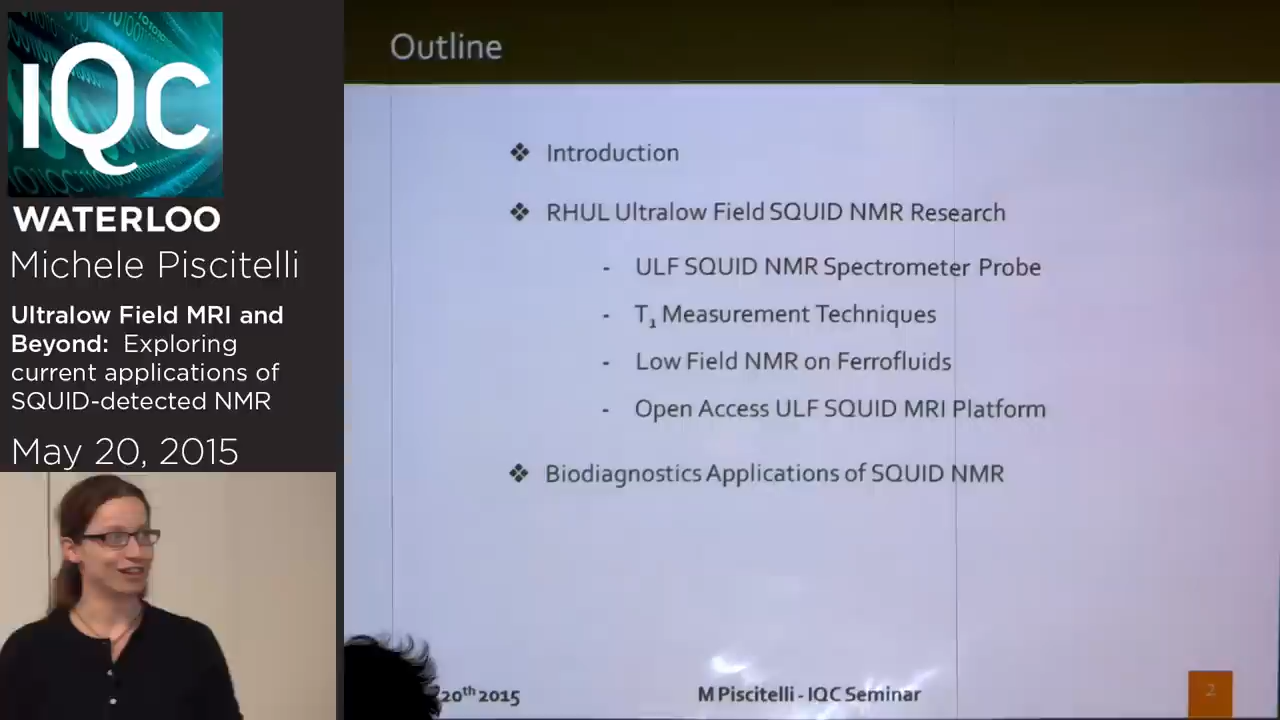 IQC
WATERLOO
Michele Piscitelli
Ultralow Field MRI and
Beyond: Exploring
current applications of
SQUID-detected NMR
May 20, 2015
Outline
❖ Introduction
❖ RHUL Ultralow Field SQUID NMR Research
- ULF SQUID NMR Spectrometer Probe
- T₁ Measurement Techniques
- Low Field NMR on Ferrofluids
- Open Access ULF SQUID MRI Platform
❖ Biodiagnostics Applications of SQUID NMR
20th 2015
M Piscitelli - IQC Seminar
2